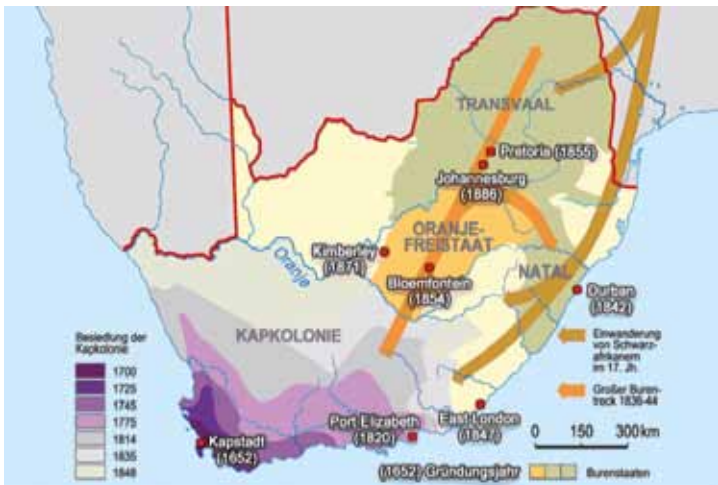 TRANSVAAL
Pretoria (1855)
Johannesburg
(1886)
ORANJE-
FREISTAAT
Kimberley
(1871)
Oranje
Bloemfontein
(1854)
NATAL
Durban
(1842)
KAPKOLONIE
Besiedlung der
Kapkolonie:
1700
1725
1745
1775
1814
1835
1848
Einwanderung
von Schwarz-
afrikanern
im 17. Jh.
Großer Buren-
treck 1836-44
Port Elizabeth
(1820)
East London
(1847)
Kapstadt
(1652)
0 150 300 km
(1652) Gründungsjahr
Burenstaaten